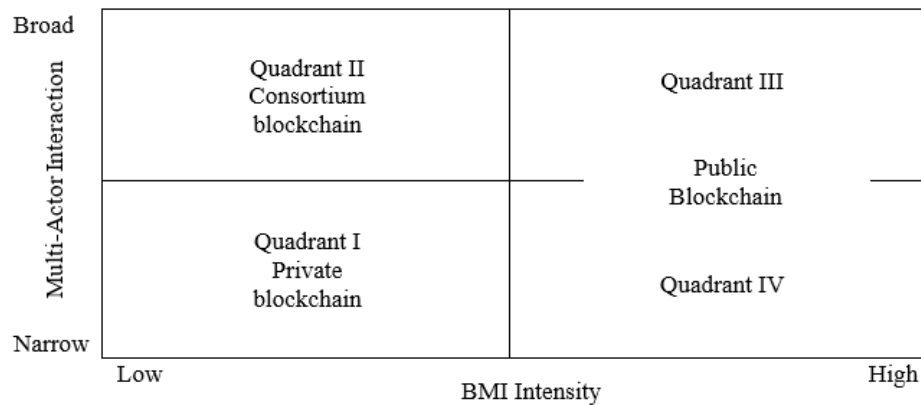 Broad
Multi-Actor Interaction
Narrow
Quadrant II
Consortium
blockchain
Quadrant III
Public
Blockchain
Quadrant I
Private
blockchain
Quadrant IV
Low
BMI Intensity
High